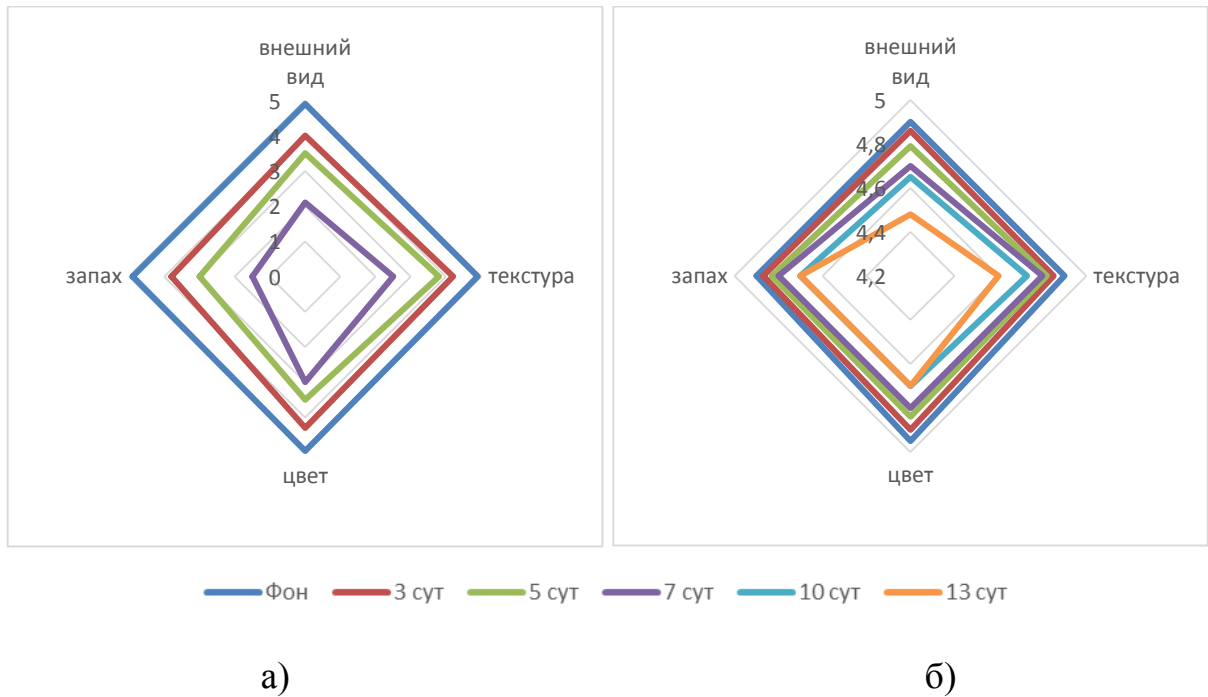 внешний
вид
5
4
3
2
1
0
запах
текстура
цвет
внешний
вид
5
4,8
4,6
4,4
4,2
запах
текстура
цвет
Фон 3 сут 5 сут 7 сут 10 сут 13 сут
а) б)